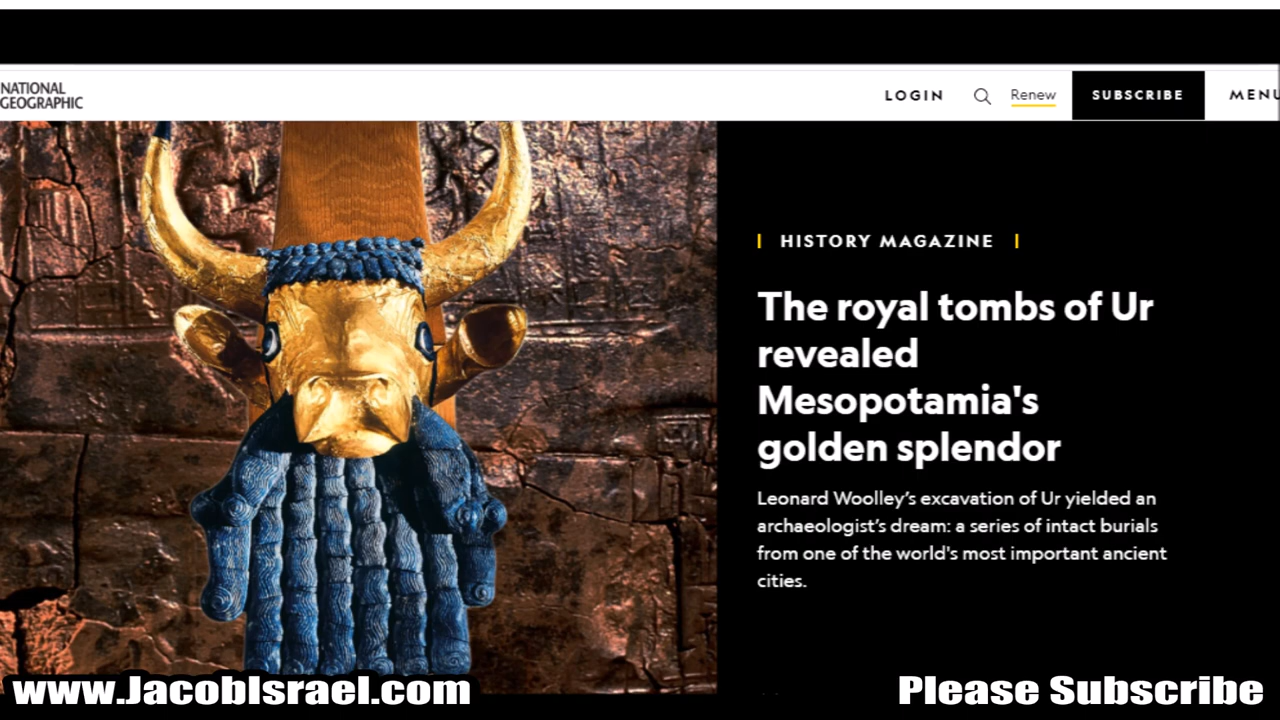 NATIONAL
GEOGRAPHIC
LOGIN
Renew
SUBSCRIBE
MENU
HISTORY MAGAZINE
The royal tombs of Ur
revealed
Mesopotamia's
golden splendor
Leonard Woolley’s excavation of Ur yielded an
archaeologist’s dream: a series of intact burials
from one of the world's most important ancient
cities.
www.JacobIsrael.com
Please Subscribe